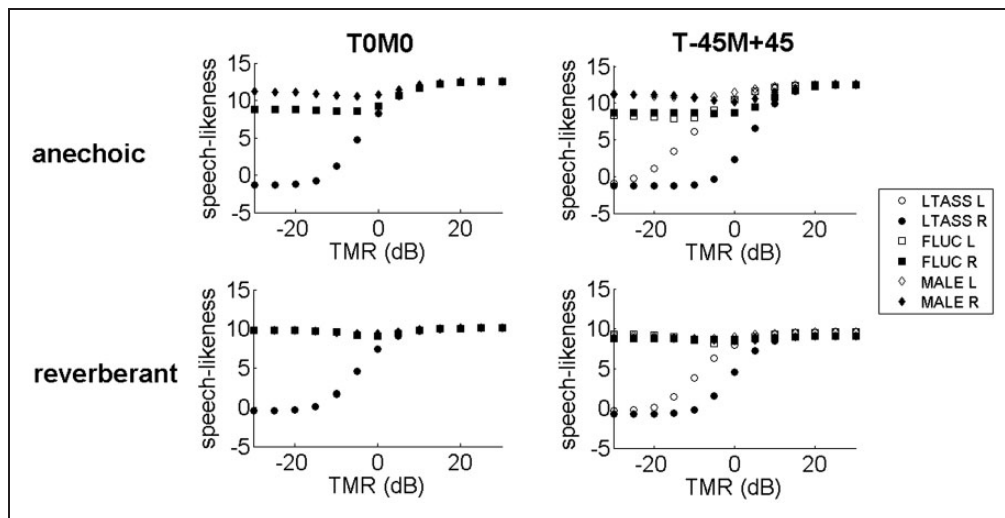 T0M0
T-45M+45
anechoic
speech-likeness
15
10
5
0
-5
-20 0 20
TMR (dB)
speech-likeness
15
10
5
0
-5
-20 0 20
TMR (dB)
LTASS L
LTASS R
FLUC L
FLUC R
MALE L
MALE R
reverberant
speech-likeness
15
10
5
0
-5
-20 0 20
TMR (dB)
speech-likeness
15
10
5
0
-5
-20 0 20
TMR (dB)